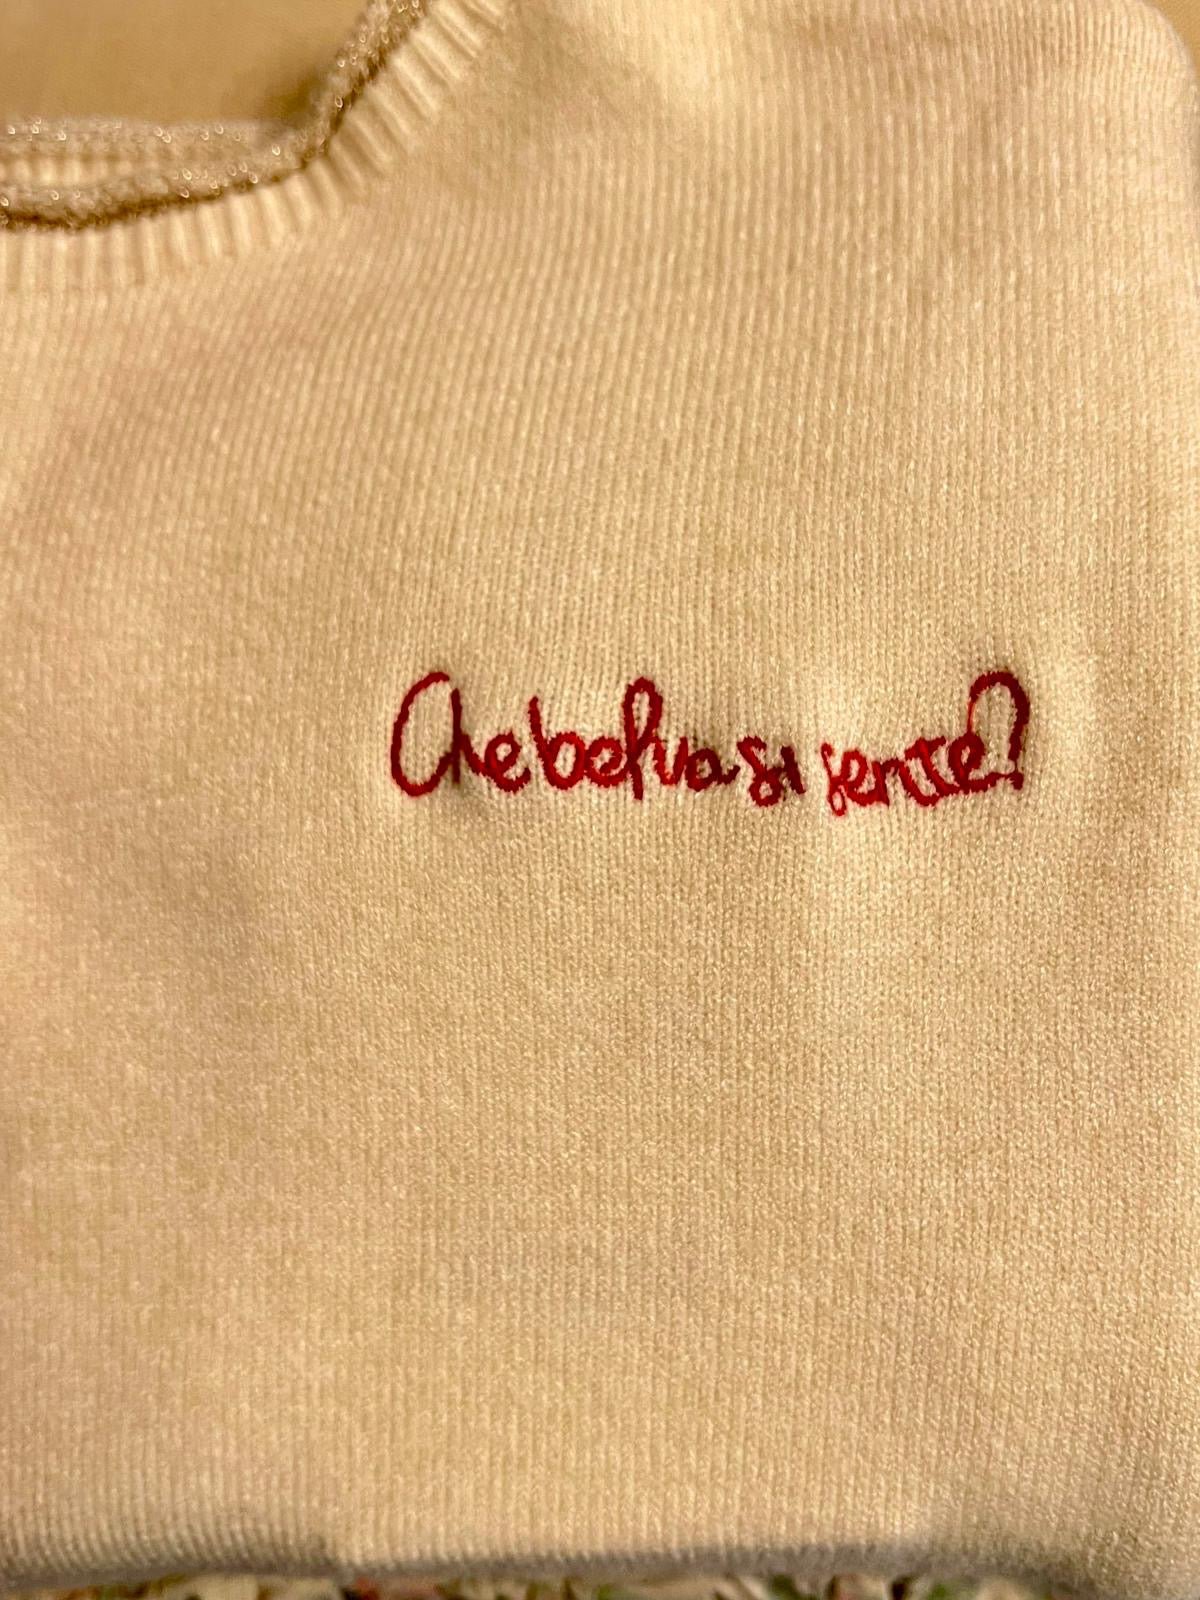 Che belva si sente?